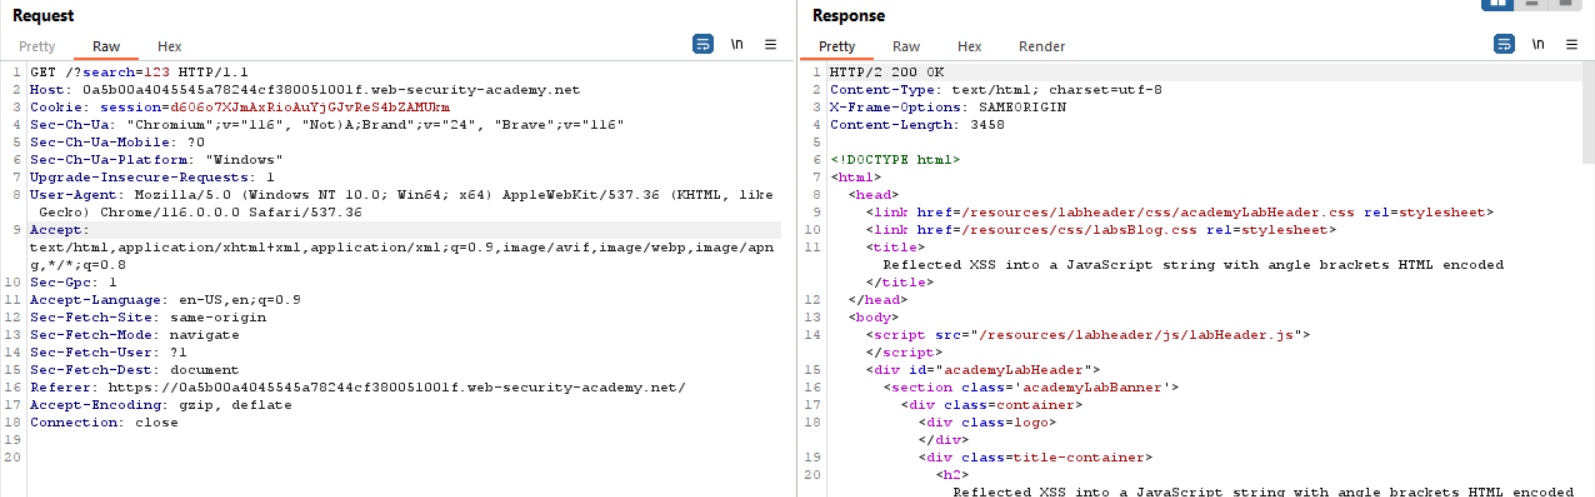 Request
Pretty Raw Hex
\n
1 GET /?search=123 HTTP/1.1
2 Host: 0a5b00a4045545a78244cf380051001f.web-security-academy.net
3 Cookie: session=d606o7XJmAxRioAuYjGJvReS4bZAMUkm
4 Sec-Ch-Ua: "Chromium";v="116", "Not)A;Brand";v="24", "Brave";v="116"
5 Sec-Ch-Ua-Mobile: ?0
6 Sec-Ch-Ua-Platform: "Windows"
7 Upgrade-Insecure-Requests: 1
8 User-Agent: Mozilla/5.0 (Windows NT 10.0; Win64; x64) AppleWebKit/537.36 (KHTML, like
Gecko) Chrome/116.0.0.0 Safari/537.36
9 Accept:
text/html,application/xhtml+xml,application/xml;q=0.9,image/avif,image/webp,image/apn
g,*/*;q=0.8
10 Sec-Gpc: 1
11 Accept-Language: en-US,en;q=0.9
12 Sec-Fetch-Site: same-origin
13 Sec-Fetch-Mode: navigate
14 Sec-Fetch-User: ?1
15 Sec-Fetch-Dest: document
16 Referer: https://0a5b00a4045545a78244cf380051001f.web-security-academy.net/
17 Accept-Encoding: gzip, deflate
18 Connection: close
19
20
Response
Pretty Raw Hex Render
\n
1 HTTP/2 200 OK
2 Content-Type: text/html; charset=utf-8
3 X-Frame-Options: SAMEORIGIN
4 Content-Length: 3458
5
6 <!DOCTYPE html>
7 <html>
8 <head>
9 <link href=/resources/labheader/css/academyLabHeader.css rel=stylesheet>
10 <link href=/resources/css/labsBlog.css rel=stylesheet>
11 <title>
Reflected XSS into a JavaScript string with angle brackets HTML encoded
</title>
12 </head>
13 <body>
14 <script src="/resources/labheader/js/labHeader.js">
</script>
15 <div id="academyLabHeader">
16 <section class='academyLabBanner'>
17 <div class=container>
18 <div class=logo>
</div>
19 <div class=title-container>
20 <h2>
Reflected XSS into a JavaScript string with angle brackets HTML encoded